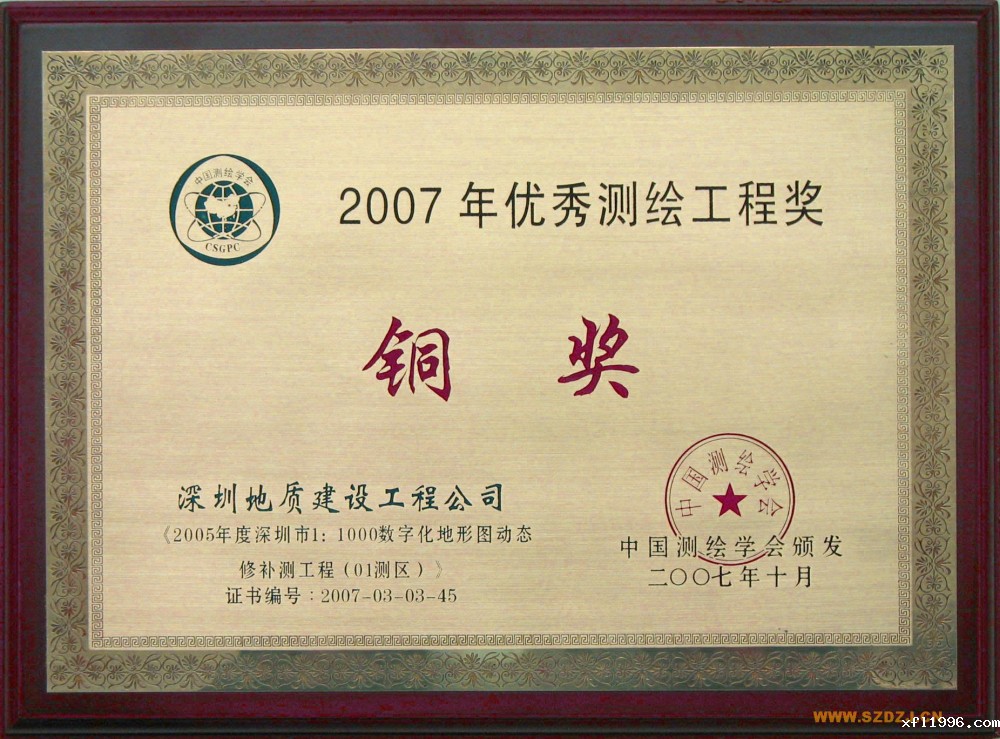 中国测绘学会
CSGPC
2007年优秀测绘工程奖
铜奖
深圳地质建设工程公司
《2005年度深圳市1：1000数字化地形图动态
修补测工程（01测区）》
证书编号：2007-03-03-45
中国测绘学会
中国测绘学会颁发
二〇〇七年十月
WWW.SZDZJ.CN
xfl1996.com